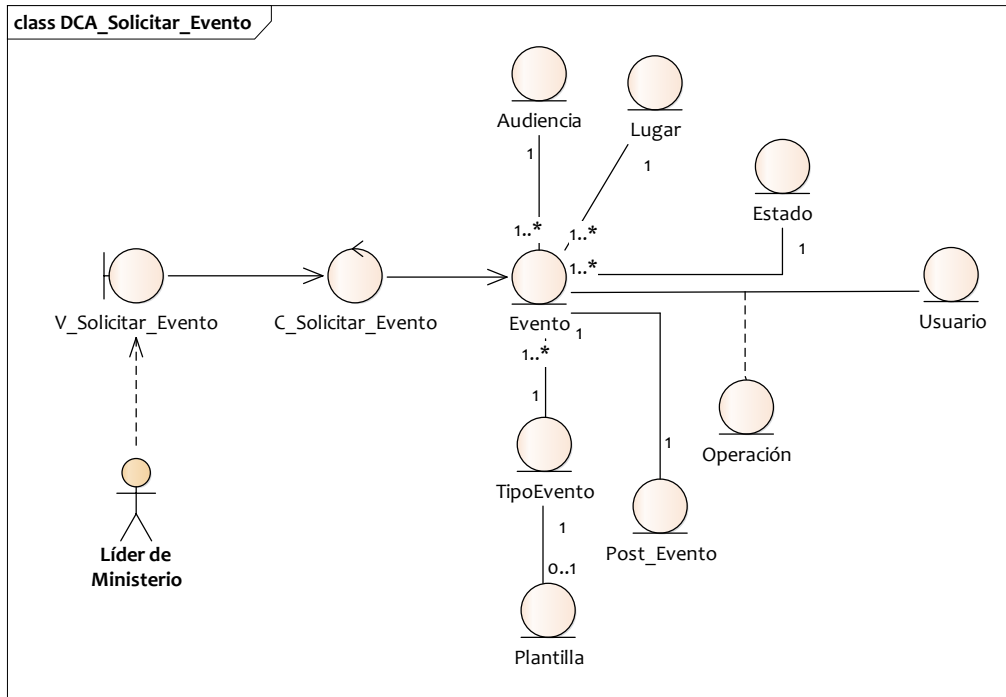 class DCA_Solicitar_Evento
Audiencia
Lugar
1
1
Estado
1
1..*
1..*
1..*
V_Solicitar_Evento
C_Solicitar_Evento
Evento
Usuario
1
1..*
1
1
Operación
TipoEvento
Post_Evento
1
0..1
Plantilla
Líder de
Ministerio